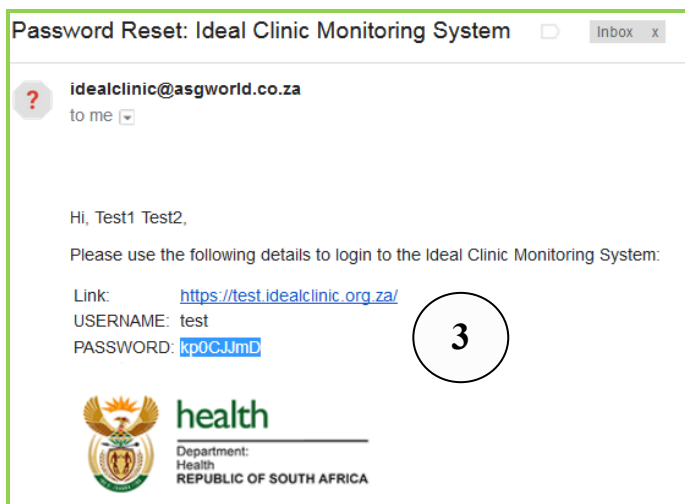 Password Reset: Ideal Clinic Monitoring System Inbox x
?
idealclinic@asgworld.co.za
to me
Hi, Test1 Test2,
Please use the following details to login to the Ideal Clinic Monitoring System:
Link: https://test.idealclinic.org.za/
USERNAME: test
PASSWORD: kp0CJJmD
3
health
Department:
Health
REPUBLIC OF SOUTH AFRICA